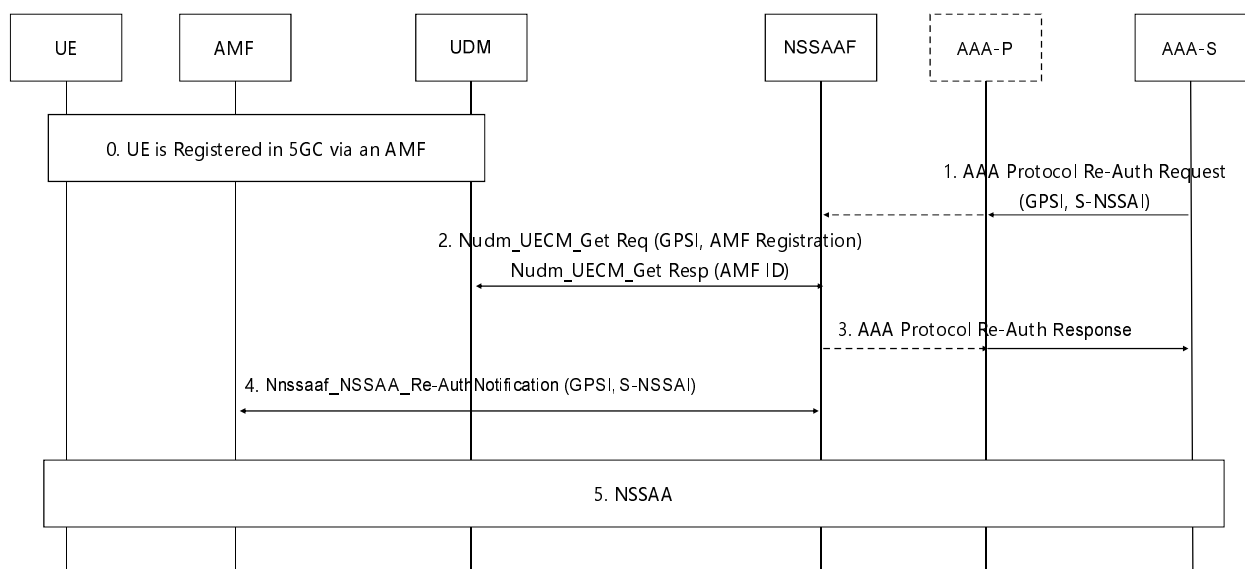 UE
AMF
UDM
NSSAAF
AAA-P
AAA-S
0. UE is Registered in 5GC via an AMF
1. AAA Protocol Re-Auth Request
(GPSI, S-NSSAI)
2. Nudm_UECM_Get Req (GPSI, AMF Registration)
Nudm_UECM_Get Resp (AMF ID)
3. AAA Protocol Re-Auth Response
4. Nnssaaf_NSSAA_Re-AuthNotification (GPSI, S-NSSAI)
5. NSSAA